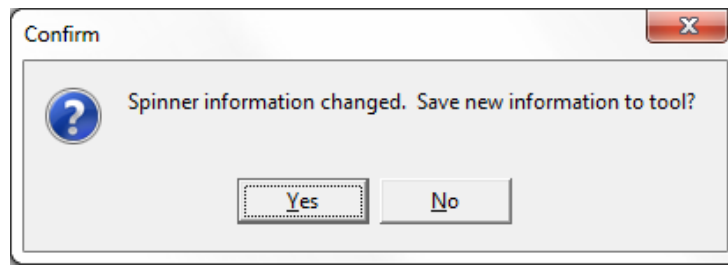 Confirm
Spinner information changed.  Save new information to tool?
Yes
No